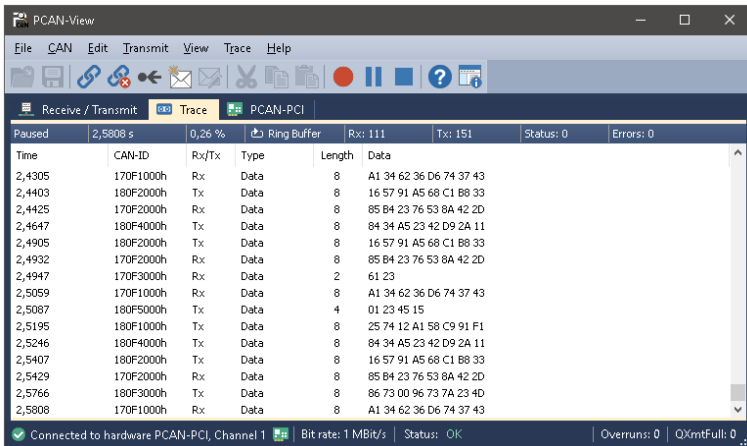 PCAN-View
File CAN Edit Transmit View Trace Help
Receive / Transmit Trace PCAN-PCI
Paused 2,5808 s 0,26 % Ring Buffer Rx: 111 Tx: 151 Status: 0 Errors: 0
Time CAN-ID Rx/Tx Type Length Data
2,4305 170F1000h Rx Data 8 A1 34 62 36 D6 74 37 43
2,4403 180F2000h Tx Data 8 16 57 91 A5 68 C1 B8 33
2,4425 170F2000h Rx Data 8 85 B4 23 76 53 8A 42 2D
2,4647 180F4000h Tx Data 8 84 34 A5 23 42 D9 2A 11
2,4905 180F2000h Tx Data 8 16 57 91 A5 68 C1 B8 33
2,4932 170F2000h Rx Data 8 85 B4 23 76 53 8A 42 2D
2,4947 170F3000h Rx Data 2 61 23
2,5059 170F1000h Rx Data 8 A1 34 62 36 D6 74 37 43
2,5087 180F5000h Tx Data 4 01 23 45 15
2,5195 180F1000h Tx Data 8 25 74 12 A1 58 C9 91 F1
2,5246 180F4000h Tx Data 8 84 34 A5 23 42 D9 2A 11
2,5407 180F2000h Tx Data 8 16 57 91 A5 68 C1 B8 33
2,5429 170F2000h Rx Data 8 85 B4 23 76 53 8A 42 2D
2,5766 180F3000h Tx Data 8 86 73 00 96 73 7A 23 4D
2,5808 170F1000h Rx Data 8 A1 34 62 36 D6 74 37 43
Connected to hardware PCAN-PCI, Channel 1 Bit rate: 1 MBit/s Status: OK Overruns: 0 QXmtFull: 0